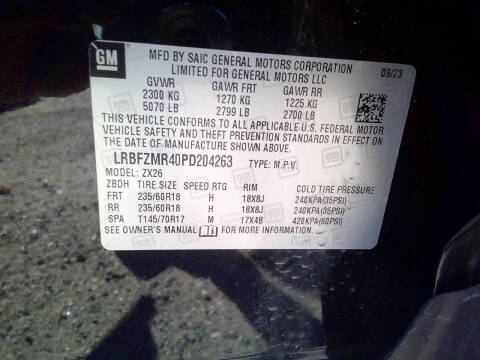 GM
MFD BY SAIC GENERAL MOTORS CORPORATION
LIMITED FOR GENERAL MOTORS LLC
09/23
GVWR GAWR FRT GAWR RR
2300 KG 1270 KG 1225 KG
5070 LB 2799 LB 2700 LB
THIS VEHICLE CONFORMS TO ALL APPLICABLE U.S. FEDERAL MOTOR
VEHICLE SAFETY AND THEFT PREVENTION STANDARDS IN EFFECT ON
THE DATE OF MANUFACTURE SHOWN ABOVE.
LRBFZMR40PD204263 TYPE: M.P.V.
MODEL: ZX26
ZBDH TIRE SIZE SPEED RTG RIM COLD TIRE PRESSURE
FRT 235/60R18 H 18X8J 240KPA(35PSI)
RR 235/60R18 H 18X8J 240KPA(35PSI)
SPA T145/70R17 M 17X4B 420KPA(60PSI)
SEE OWNER'S MANUAL FOR MORE INFORMATION.